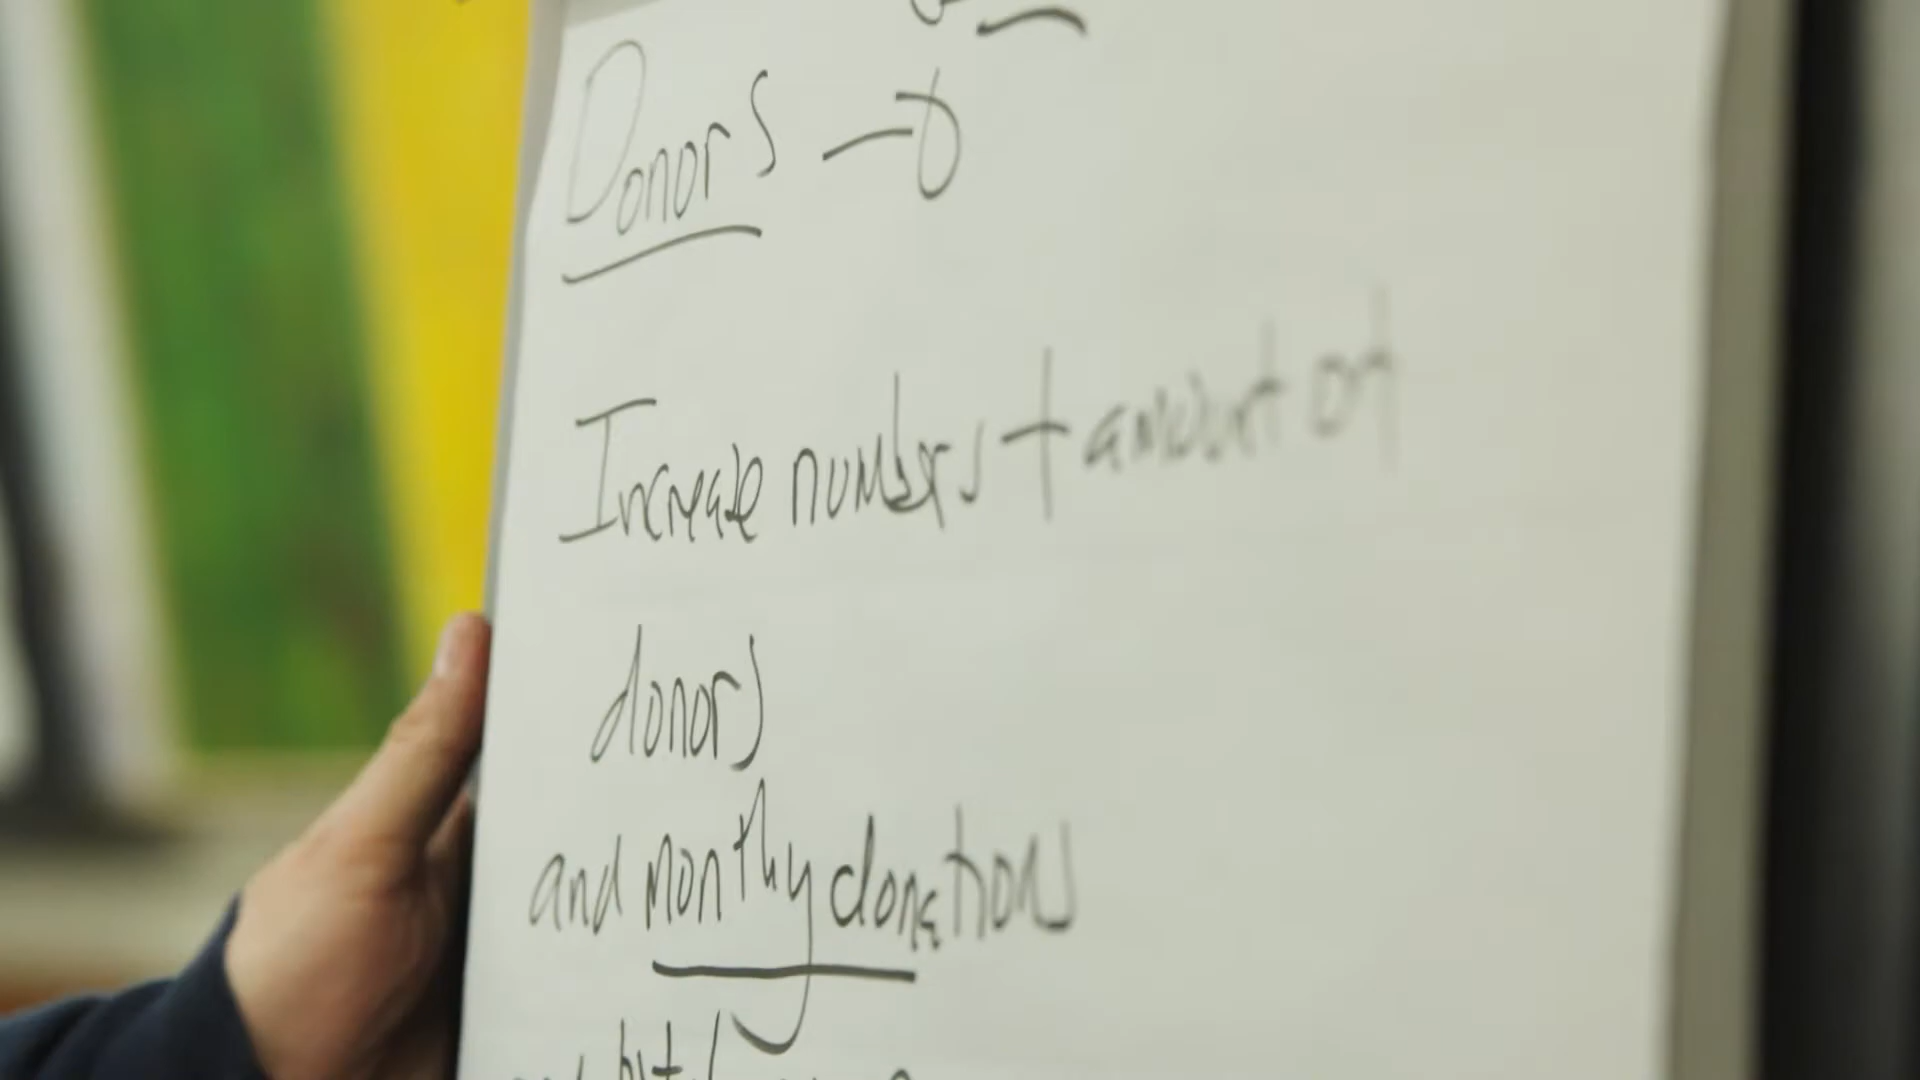 Donors →
Increase numbers + amount of
donors
and monthly donations